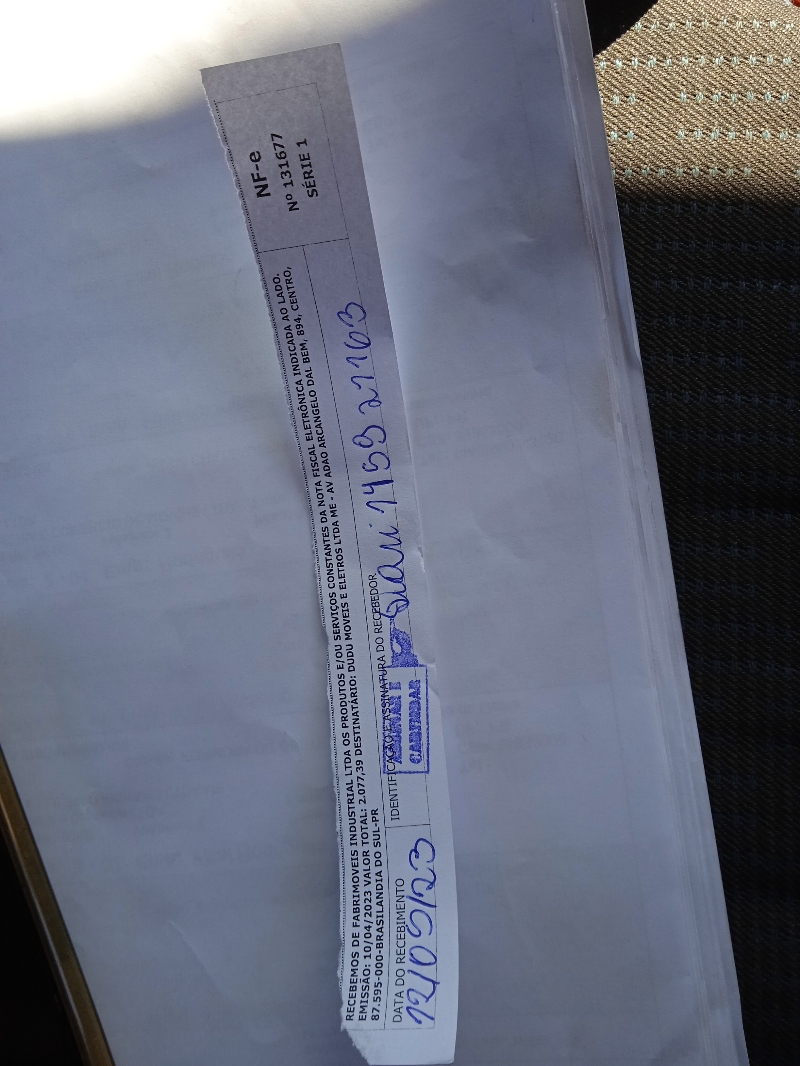 RECEBEMOS DE FABRIMOVEIS INDUSTRIAL LTDA OS PRODUTOS E/OU SERVIÇOS CONSTANTES DA NOTA FISCAL ELETRÔNICA INDICADA AO LADO.
EMISSÃO: 10/04/2023 VALOR TOTAL: 2.077,39 DESTINATÁRIO: DUDU MOVEIS E ELETROS LTDA ME - AV ADAO ARCANGELO DAL BEM, 894, CENTRO,
87.595-000-BRASILANDIA DO SUL-PR
DATA DO RECEBIMENTO
12/05/23
IDENTIFICAÇÃO E ASSINATURA DO RECEBEDOR
ASSINAR E
CARIMBAR
NF-e
Nº 131677
SÉRIE 1